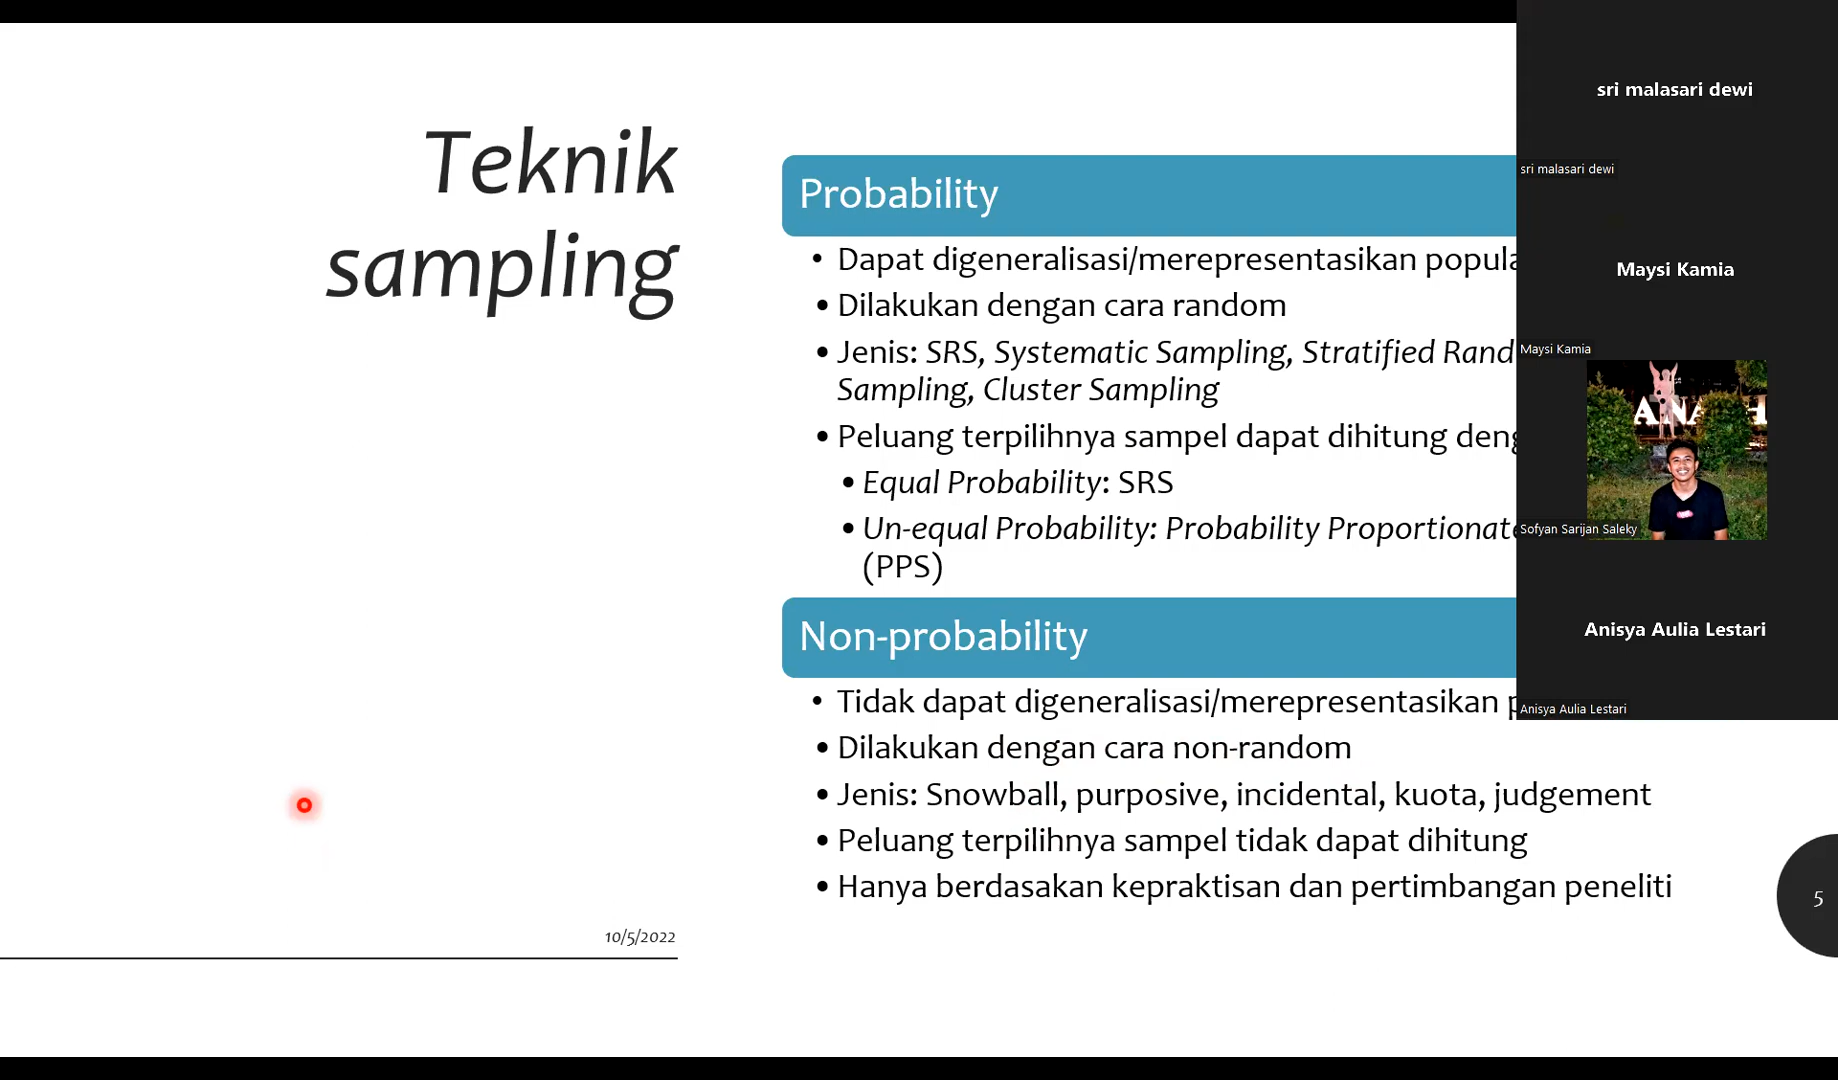 Teknik
sampling
Probability
• Dapat digeneralisasi/merepresentasikan
• Dilakukan dengan cara random
• Jenis: SRS, Systematic Sampling, Stratified
Sampling, Cluster Sampling
• Peluang terpilihnya sampel dapat dihitung
• Equal Probability: SRS
• Un-equal Probability: Probability Proportionate
(PPS)
Non-probability
• Tidak dapat digeneralisasi/merepresentasikan
• Dilakukan dengan cara non-random
• Jenis: Snowball, purposive, incidental, kuota, judgement
• Peluang terpilihnya sampel tidak dapat dihitung
• Hanya berdasakan kepraktisan dan pertimbangan peneliti
10/5/2022
5
sri malasari dewi
sri malasari dewi
Maysi Kamia
Maysi Kamia
Sofyan Sarijan Saleky
Anisya Aulia Lestari
Anisya Aulia Lestari